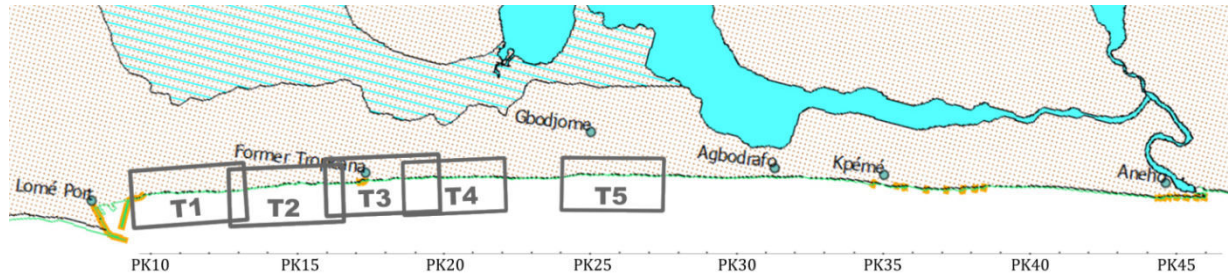 Gbodjome
Former Tropicana
Agbodrafo
Kpémé
Lomé Port
Aneho
T1
T2
T3
T4
T5
PK10
PK15
PK20
PK25
PK30
PK35
PK40
PK45